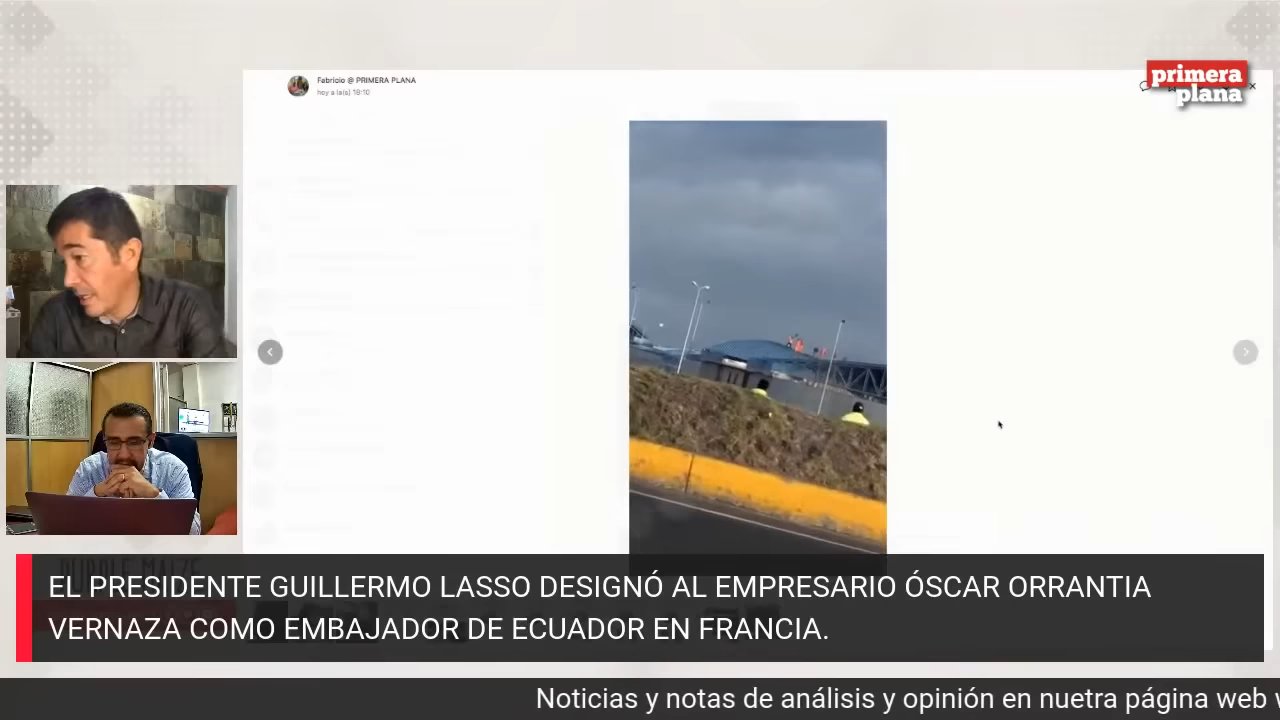 Fabricio @ PRIMERA PLANA
hoy a la(s) 18:10
primera
plana
EL PRESIDENTE GUILLERMO LASSO DESIGNÓ AL EMPRESARIO ÓSCAR ORRANTIA
VERNAZA COMO EMBAJADOR DE ECUADOR EN FRANCIA.
Noticias y notas de análisis y opinión en nuetra página web